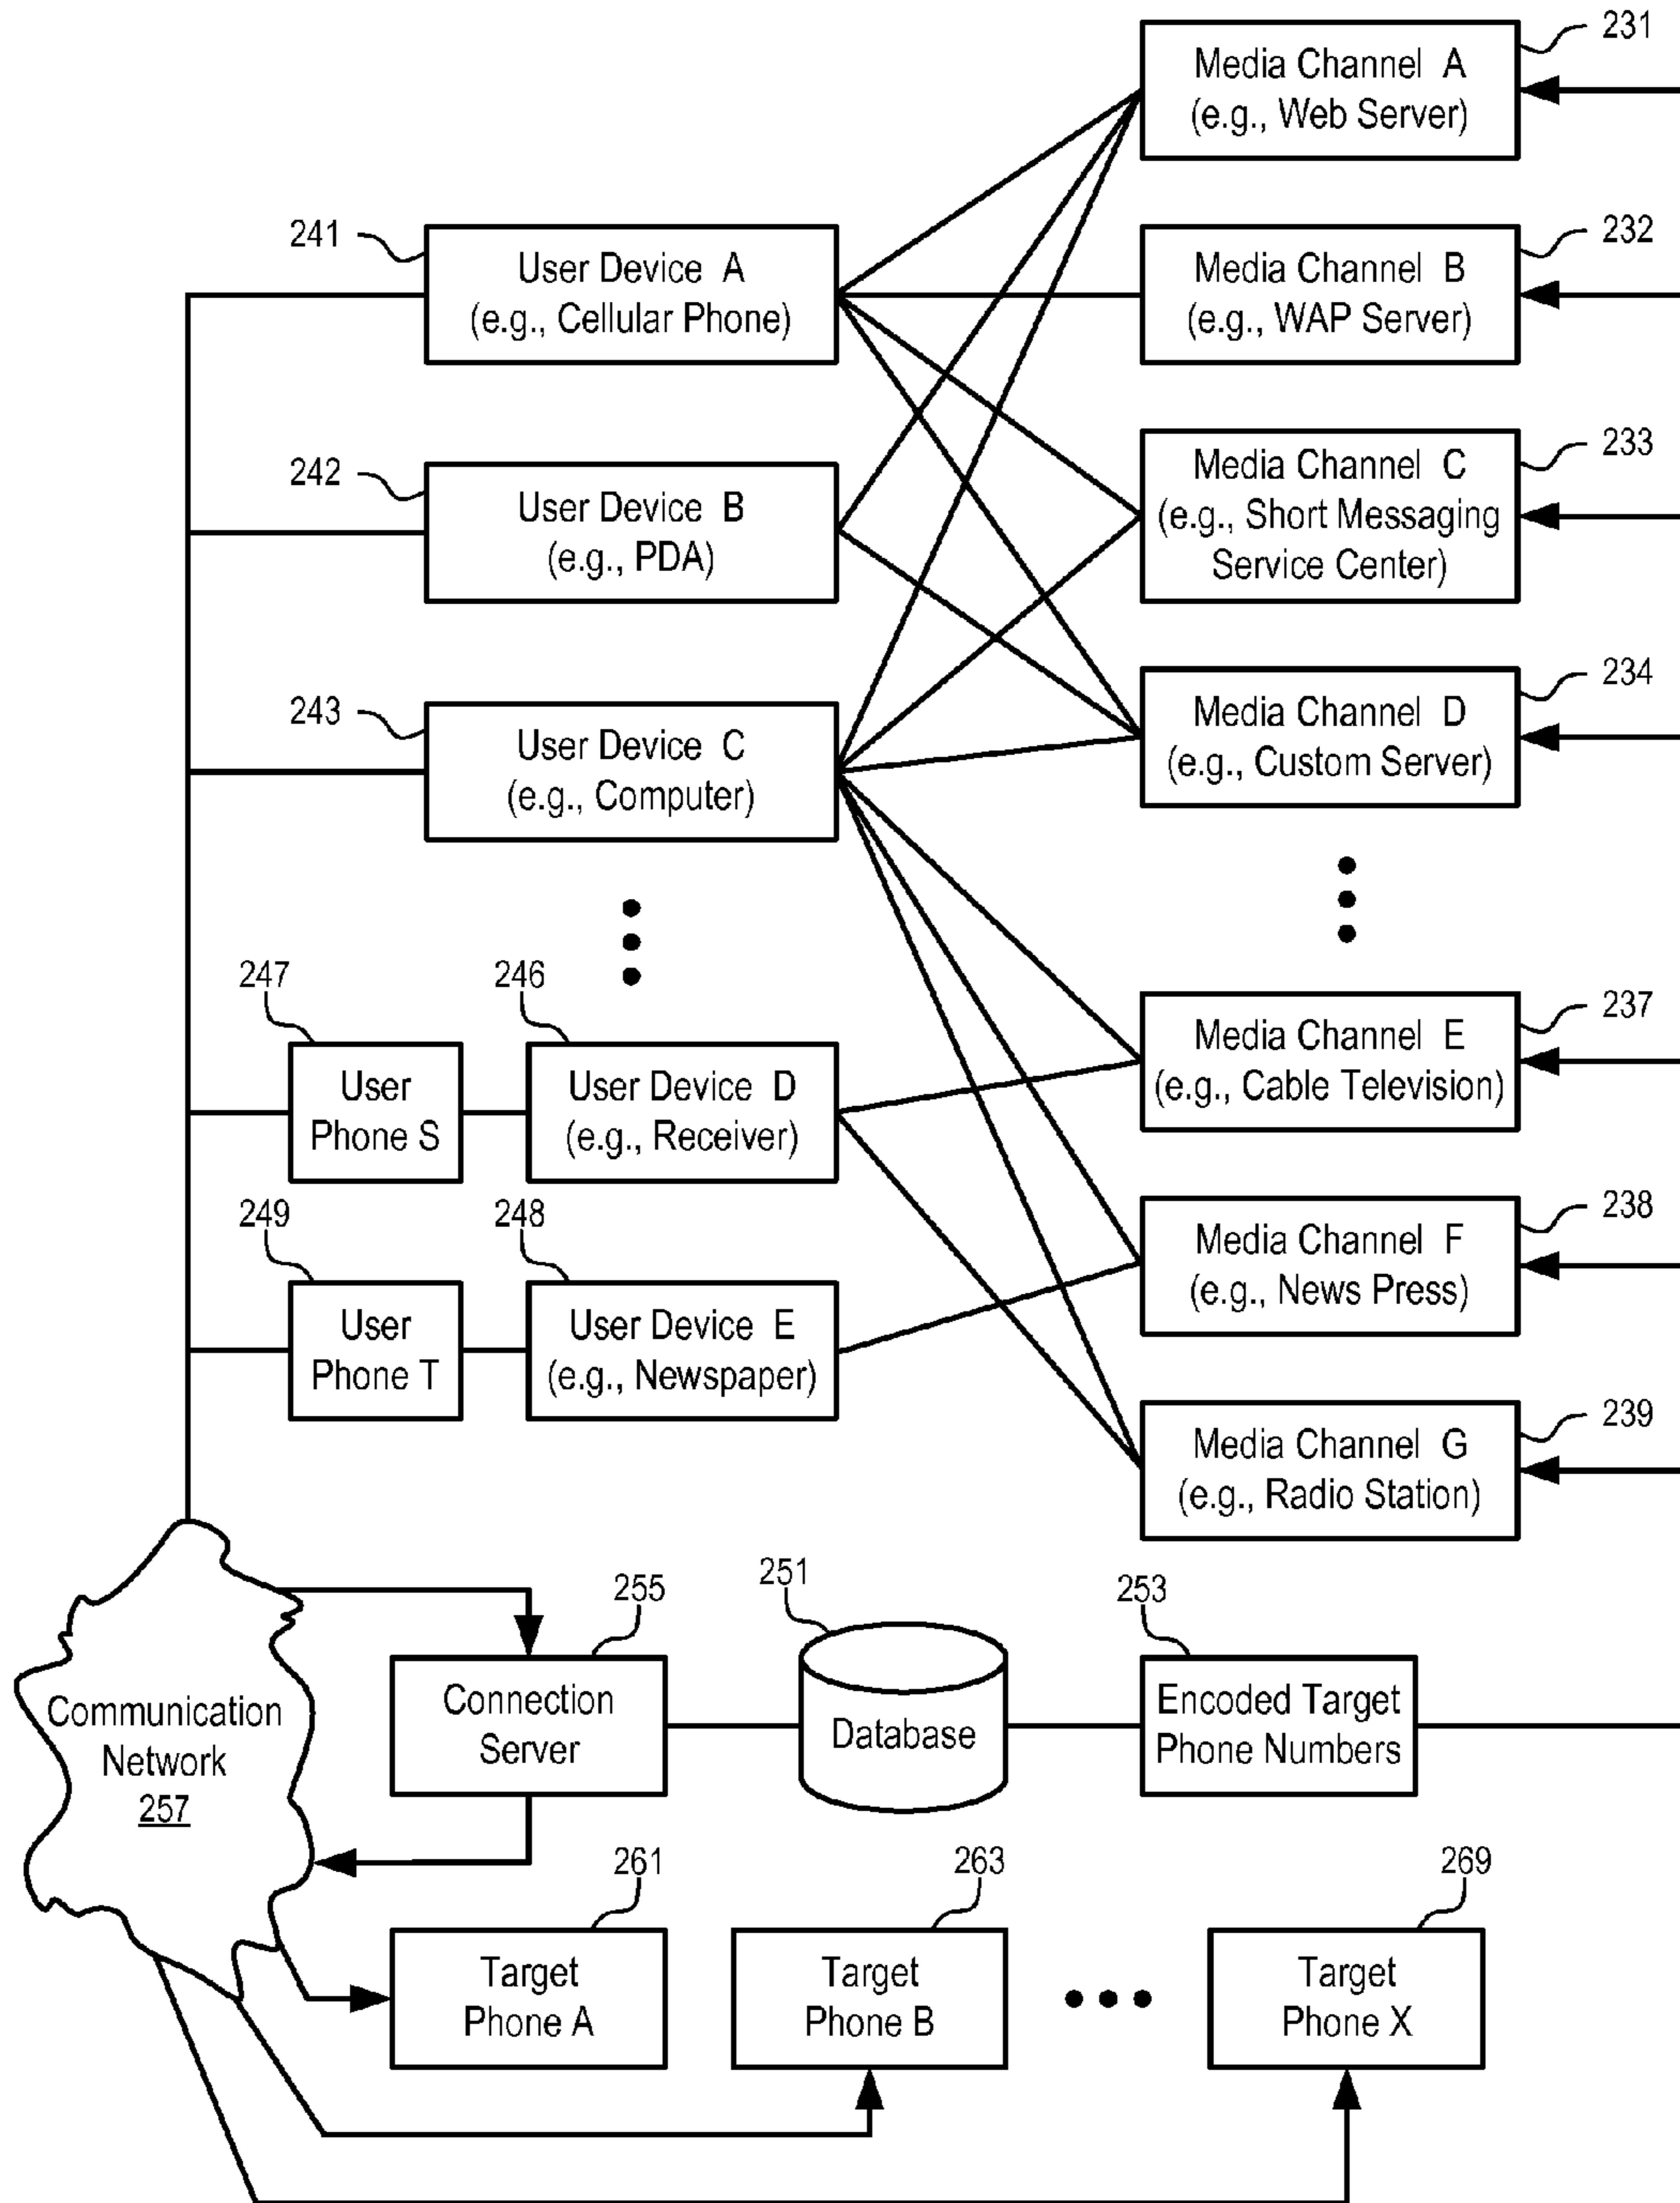 231
Media Channel A
(e.g., Web Server)
241
User Device A
(e.g., Cellular Phone)
232
Media Channel B
(e.g., WAP Server)
242
User Device B
(e.g., PDA)
233
Media Channel C
(e.g., Short Messaging
Service Center)
243
User Device C
(e.g., Computer)
234
Media Channel D
(e.g., Custom Server)
247
User
Phone S
246
User Device D
(e.g., Receiver)
237
Media Channel E
(e.g., Cable Television)
249
User
Phone T
248
User Device E
(e.g., Newspaper)
238
Media Channel F
(e.g., News Press)
239
Media Channel G
(e.g., Radio Station)
Communication
Network
257
255
Connection
Server
251
Database
253
Encoded Target
Phone Numbers
261
Target
Phone A
263
Target
Phone B
269
Target
Phone X